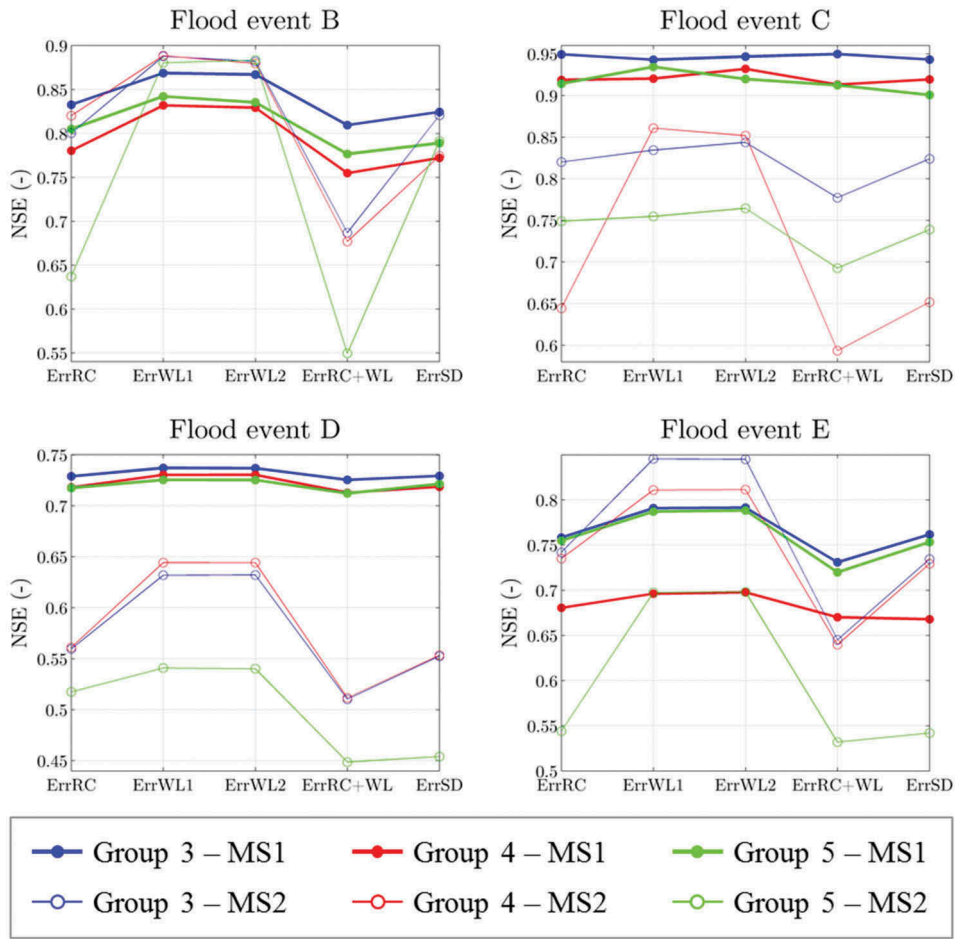 Flood event B
NSE (-)
0.9
0.85
0.8
0.75
0.7
0.65
0.6
0.55
ErrRC ErrWL1 ErrWL2 ErrRC+WL ErrSD
Flood event C
NSE (-)
0.95
0.9
0.85
0.8
0.75
0.7
0.65
0.6
ErrRC ErrWL1 ErrWL2 ErrRC+WL ErrSD
Flood event D
NSE (-)
0.75
0.7
0.65
0.6
0.55
0.5
0.45
ErrRC ErrWL1 ErrWL2 ErrRC+WL ErrSD
Flood event E
NSE (-)
0.8
0.75
0.7
0.65
0.6
0.55
0.5
ErrRC ErrWL1 ErrWL2 ErrRC+WL ErrSD
Group 3 – MS1 Group 4 – MS1 Group 5 – MS1
Group 3 – MS2 Group 4 – MS2 Group 5 – MS2